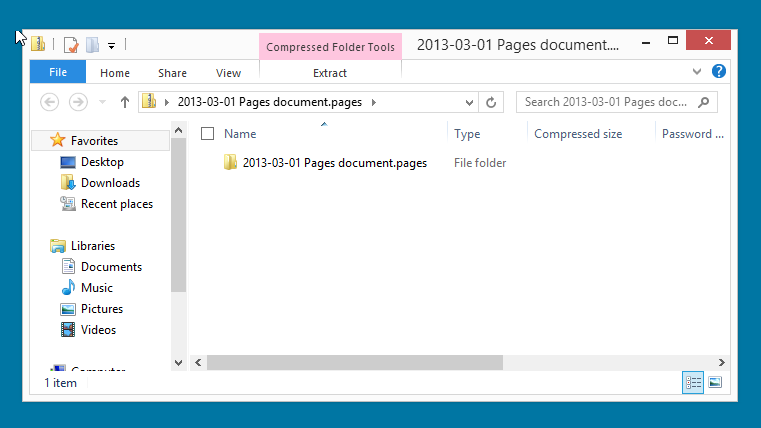 Compressed Folder Tools
2013-03-01 Pages document....
File
Home
Share
View
Extract
2013-03-01 Pages document.pages
Search 2013-03-01 Pages doc...
Favorites
Desktop
Downloads
Recent places
Libraries
Documents
Music
Pictures
Videos
Computer
Name
Type
Compressed size
Password ...
2013-03-01 Pages document.pages
File folder
1 item